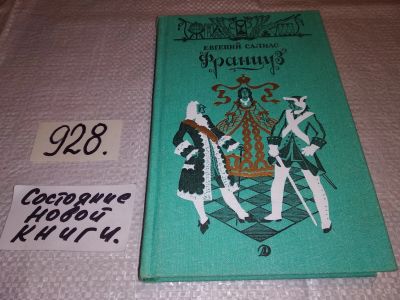 ЕВГЕНИЙ САЛИАС
Француз
928.
Состояние
новой
книги.
Д